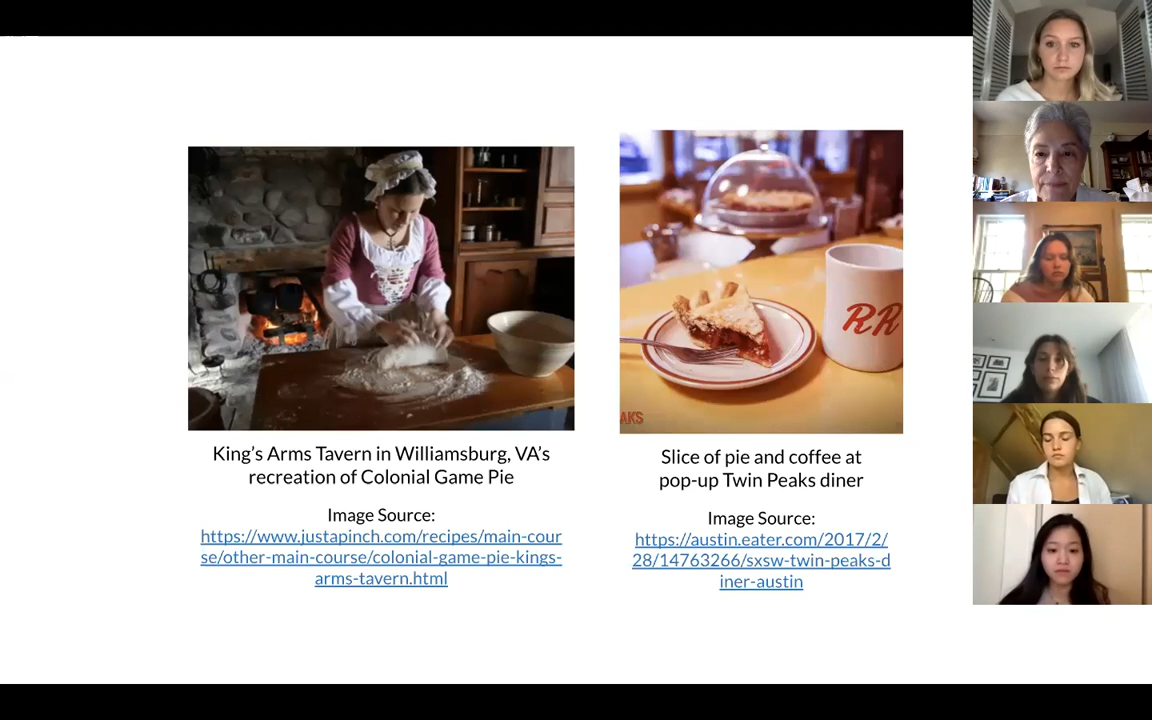 RR
AKS
King's Arms Tavern in Williamsburg, VA's
recreation of Colonial Game Pie
Image Source:
https://www.justapinch.com/recipes/main-cour
se/other-main-course/colonial-game-pie-kings-
arms-tavern.html
Slice of pie and coffee at
pop-up Twin Peaks diner
Image Source:
https://austin.eater.com/2017/2/
28/14763266/sxsw-twin-peaks-d
iner-austin